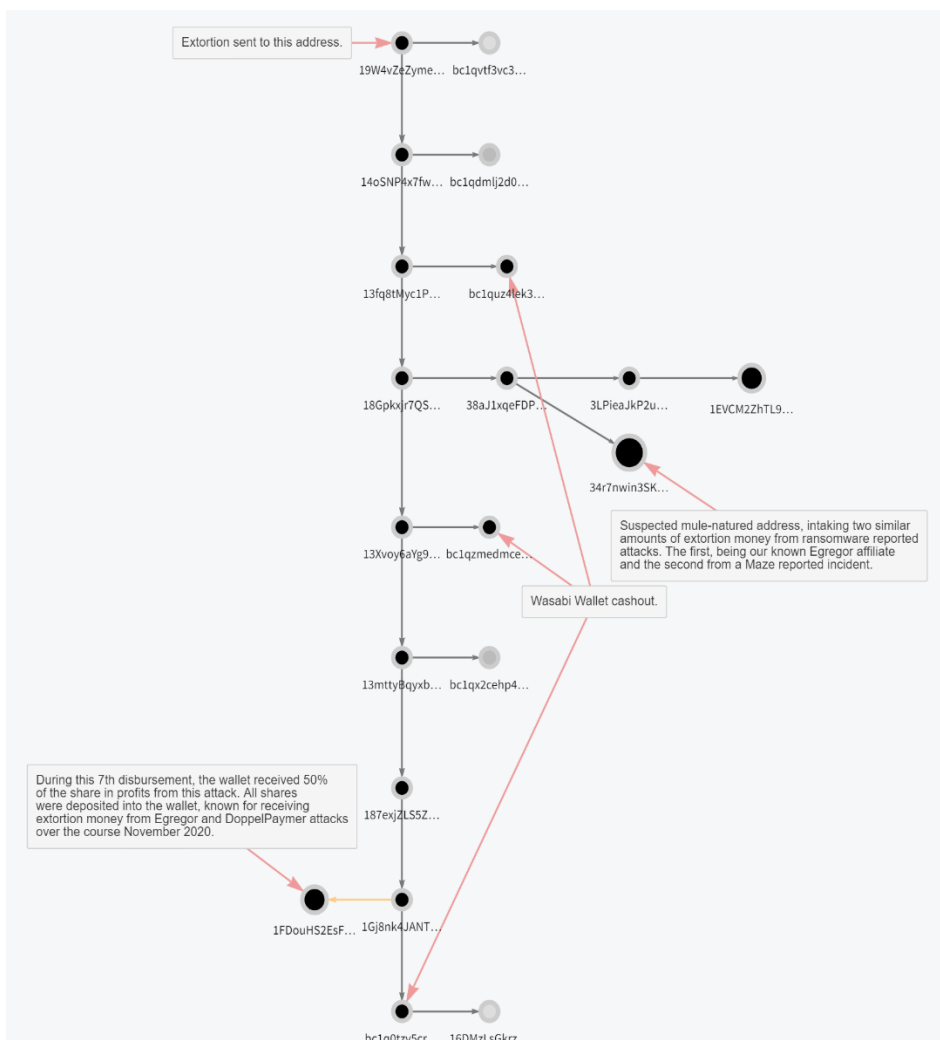 Extortion sent to this address.
19W4vZeZyme... bc1qvtf3vc3...
14oSNP4x7fw... bc1qdmlj2d0...
13fq8tMyc1P... bc1quz4lek3...
18Gpkxjr7QS... 38aJ1xqeFDP... 3LPieaJkP2u... 1EVCM2ZhTL9...
34r7nwin3SK...
Suspected mule-natured address, intaking two similar
amounts of extortion money from ransomware reported
attacks. The first, being our known Egregor affiliate
and the second from a Maze reported incident.
13Xvoy6aYg9... bc1qzmedmce...
Wasabi Wallet cashout.
13mttyBqyxb... bc1qx2cehp4...
During this 7th disbursement, the wallet received 50%
of the share in profits from this attack. All shares
were deposited into the wallet, known for receiving
extortion money from Egregor and DoppelPaymer attacks
over the course November 2020.
187exjZLS5Z...
1FDouHS2EsF... 1Gj8nk4JANT...
bc1q0tzy5cr... 16DMzLsGkrz...